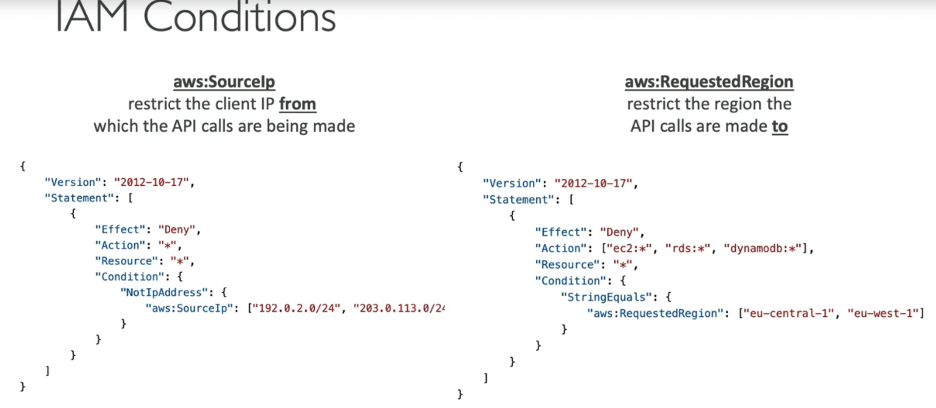 IAM Conditions
aws:SourceIp
restrict the client IP from
which the API calls are being made
{
    "Version": "2012-10-17",
    "Statement": [
        {
            "Effect": "Deny",
            "Action": "*",
            "Resource": "*",
            "Condition": {
                "NotIpAddress": {
                    "aws:SourceIp": ["192.0.2.0/24", "203.0.113.0/24
                }
            }
        }
    ]
}
aws:RequestedRegion
restrict the region the
API calls are made to
{
    "Version": "2012-10-17",
    "Statement": [
        {
            "Effect": "Deny",
            "Action": ["ec2:*", "rds:*", "dynamodb:*"],
            "Resource": "*",
            "Condition": {
                "StringEquals": {
                    "aws:RequestedRegion": ["eu-central-1", "eu-west-1"]
                }
            }
        }
    ]
}